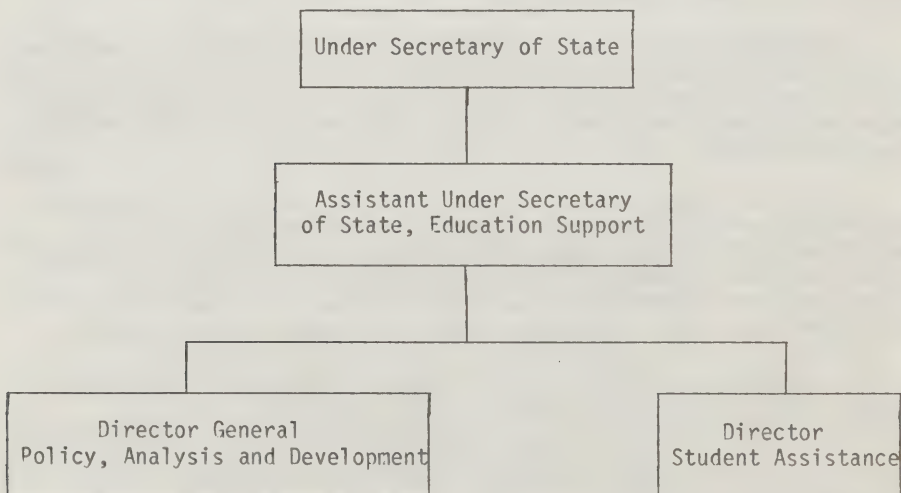 Under Secretary of State
Assistant Under Secretary
of State, Education Support
Director General
Policy, Analysis and Development
Director
Student Assistance